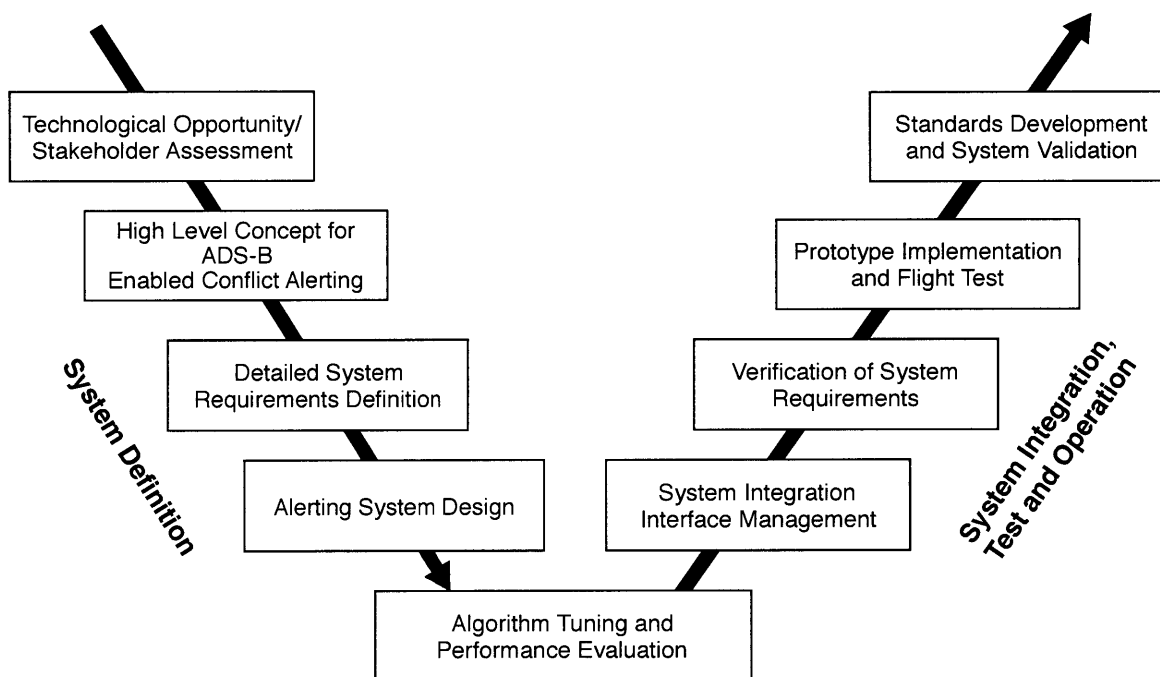 Technological Opportunity/
Stakeholder Assessment
High Level Concept for
ADS-B
Enabled Conflict Alerting
Detailed System
Requirements Definition
Alerting System Design
System Definition
Algorithm Tuning and
Performance Evaluation
System Integration
Interface Management
Verification of System
Requirements
Prototype Implementation
and Flight Test
Standards Development
and System Validation
System Integration,
Test and Operation